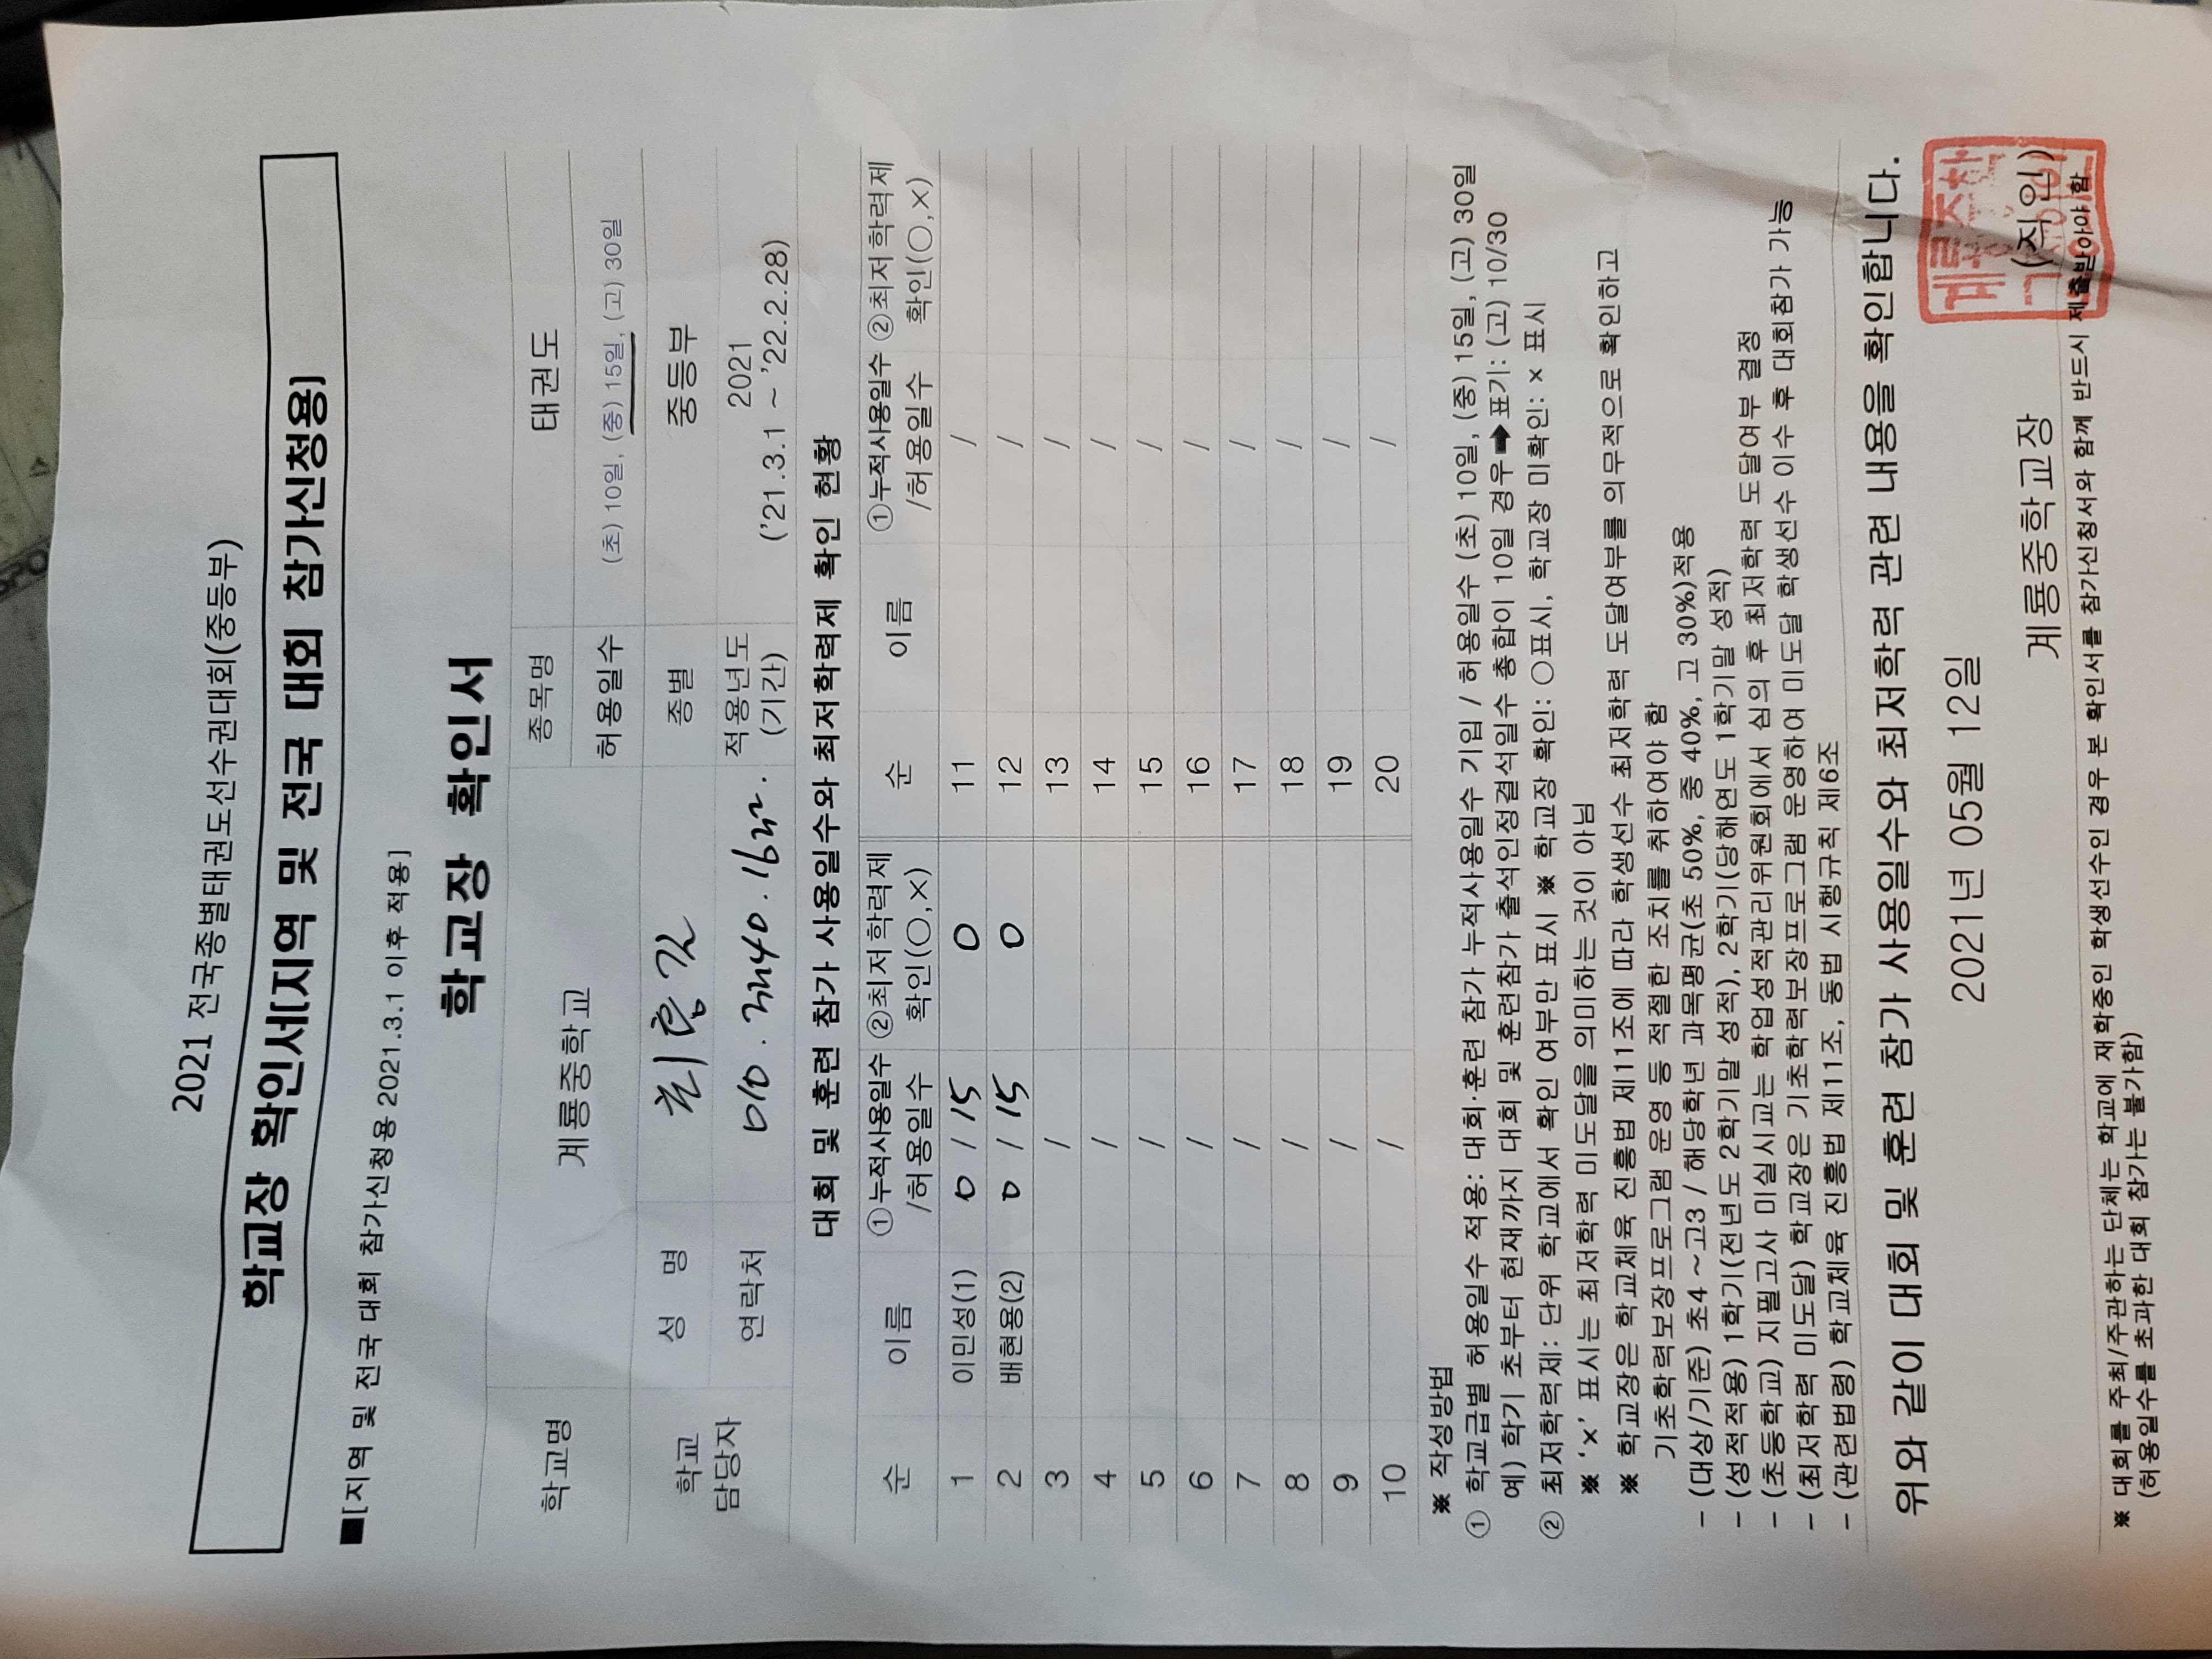 2021 전국종별태권도선수권대회(중등부)
학교장 확인서[지역 및 전국 대회 참가신청용]
■[지역 및 전국 대회 참가신청용 2021.3.1 이후 적용]
학교장 확인서
학교명 계룡중학교 종목명 태권도
허용일수 (초) 10일, (중) 15일, (고) 30일
학교 담당자 성 명 종별 중등부
연락처 010. 적용년도 (기간) 2021 ('21.3.1 ~ '22.2.28)
대회 및 훈련 참가 사용일수와 최저학력제 확인 현황
순 이름 ①누적사용일수 /허용일수 ②최저학력제 확인(○,×) 순 이름 ①누적사용일수 /허용일수 ②최저학력제 확인(○,×)
1 이민성(1) 0 / 15 0 11 /
2 배현용(2) 0 / 15 0 12 /
3 / 13 /
4 / 14 /
5 / 15 /
6 / 16 /
7 / 17 /
8 / 18 /
9 / 19 /
10 / 20 /
※ 작성방법
① 학교급별 허용일수 적용: 대회·훈련 참가 누적사용일수 기입 / 허용일수 (초) 10일, (중) 15일, (고) 30일
예) 학기 초부터 현재까지 대회 및 훈련참가 출석인정결석일수 총합이 10일 경우➡표기: (고) 10/30
② 최저학력제: 단위 학교에서 확인 여부만 표시 ※ 학교장 확인: ○표시, 학교장 미확인: × 표시
※ '×' 표시는 최저학력 미도달을 의미하는 것이 아님
※ 학교장은 학교체육 진흥법 제11조에 따라 학생선수 최저학력 도달여부를 의무적으로 확인하고
기초학력보장프로그램 운영 등 적절한 조치를 취하여야 함
- (대상/기준) 초4 ~고3 / 해당학년 과목평균(초 50%, 중 40%, 고 30%)적용
- (성적적용) 1학기(전년도 2학기말 성적), 2학기(당해연도 1학기말 성적)
- (초등학교) 지필고사 미실시교는 학업성적관리위원회에서 심의 후 최저학력 도달여부 결정
- (최저학력 미도달) 학교장은 기초학력보장프로그램 운영하여 미도달 학생선수 이수 후 대회참가 가능
- (관련법령) 학교체육 진흥법 제11조, 동법 시행규칙 제6조
위와 같이 대회 및 훈련 참가 사용일수와 최저학력 관련 내용을 확인합니다.
2021년 05월 12일
계룡중학교장 (직인)
※ 대회를 주최/주관하는 단체는 학교에 재학중인 학생선수인 경우 본 확인서를 참가신청서와 함께 반드시 제출받아야 함
(허용일수를 초과한 대회 참가는 불가함)